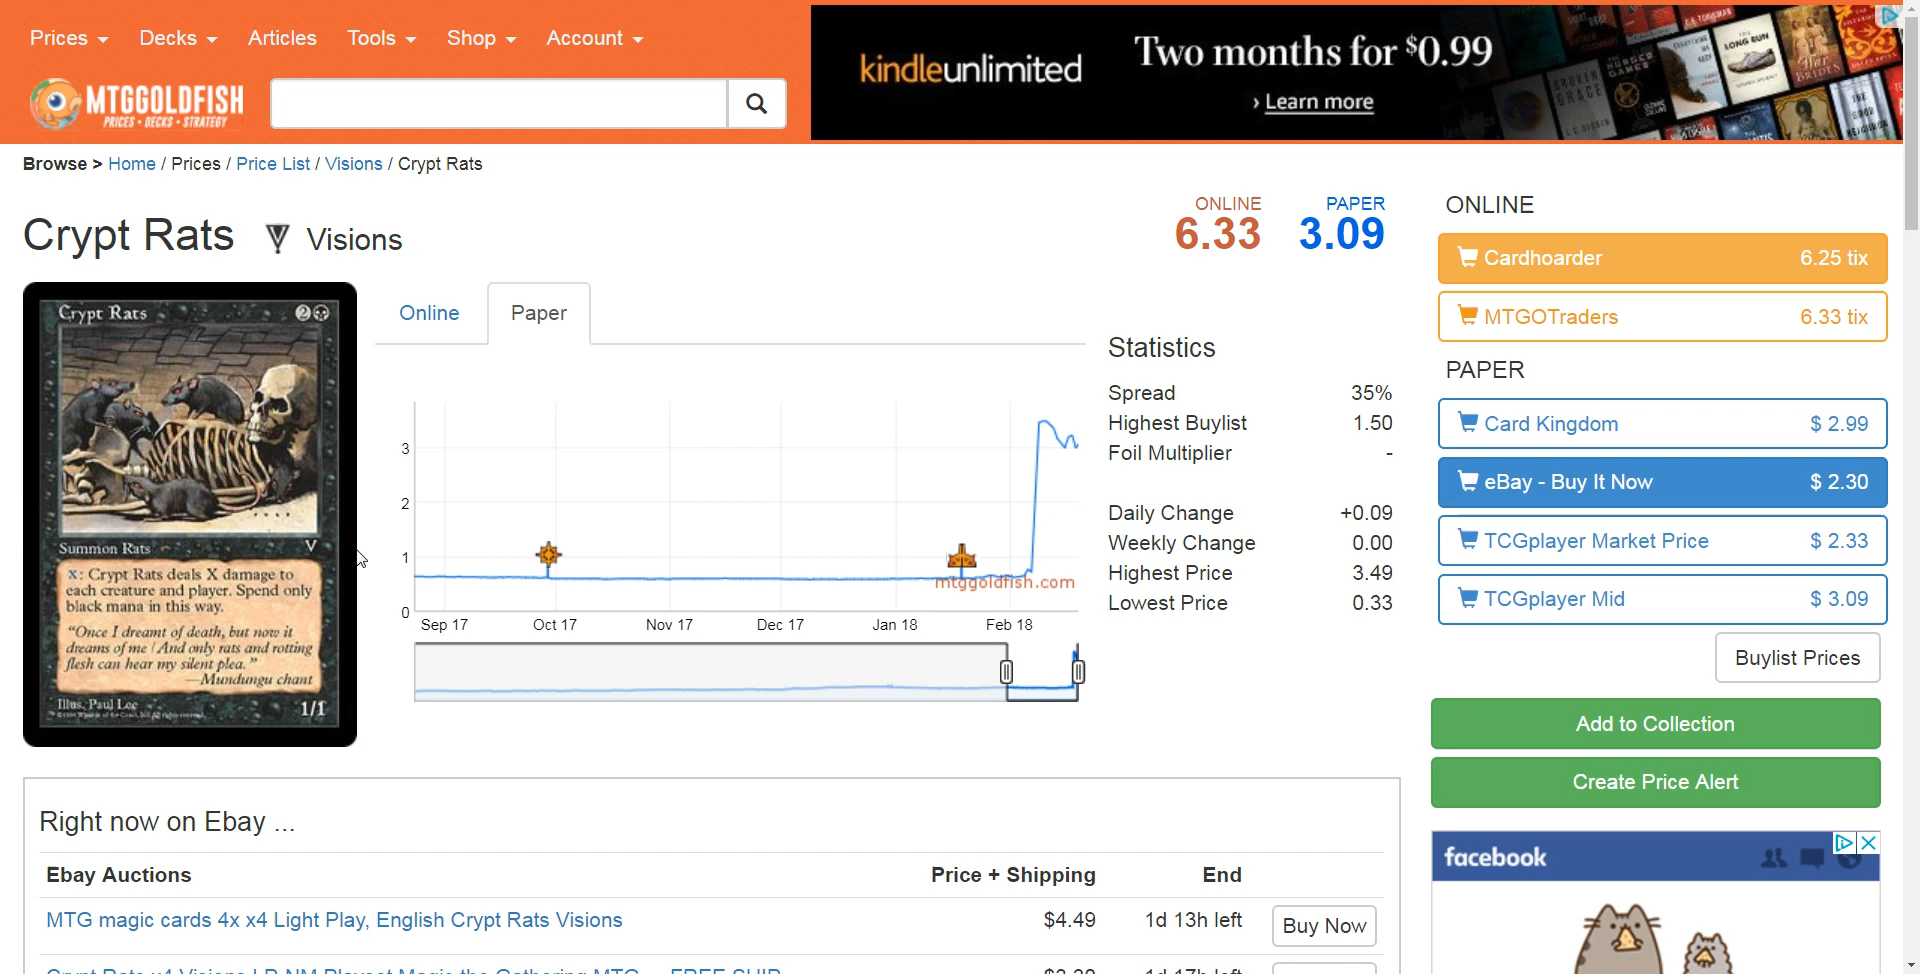 Prices Decks Articles Tools Shop Account
MTGGOLDFISH
PRICES • DECKS • STRATEGY
kindleunlimited
Two months for $0.99
› Learn more
LONG RUN
Browse > Home / Prices / Price List / Visions / Crypt Rats
Crypt Rats Visions
ONLINE
6.33
PAPER
3.09
Crypt Rats 2
Summon Rats V
x: Crypt Rats deals X damage to
each creature and player. Spend only
black mana in this way.
“Once I dreamt of death, but now it
dreams of me / And only rats and rotting
flesh can hear my silent plea.”
—Mundungu chant
Illus. Paul Lee
1/1
Online Paper
3
2
1
0
mtggoldfish.com
Sep 17 Oct 17 Nov 17 Dec 17 Jan 18 Feb 18
Statistics
Spread 35%
Highest Buylist 1.50
Foil Multiplier -
Daily Change +0.09
Weekly Change 0.00
Highest Price 3.49
Lowest Price 0.33
ONLINE
Cardhoarder 6.25 tix
MTGOTraders 6.33 tix
PAPER
Card Kingdom $ 2.99
eBay - Buy It Now $ 2.30
TCGplayer Market Price $ 2.33
TCGplayer Mid $ 3.09
Buylist Prices
Add to Collection
Create Price Alert
facebook
Right now on Ebay ...
Ebay Auctions Price + Shipping End
MTG magic cards 4x x4 Light Play, English Crypt Rats Visions $4.49 1d 13h left Buy Now